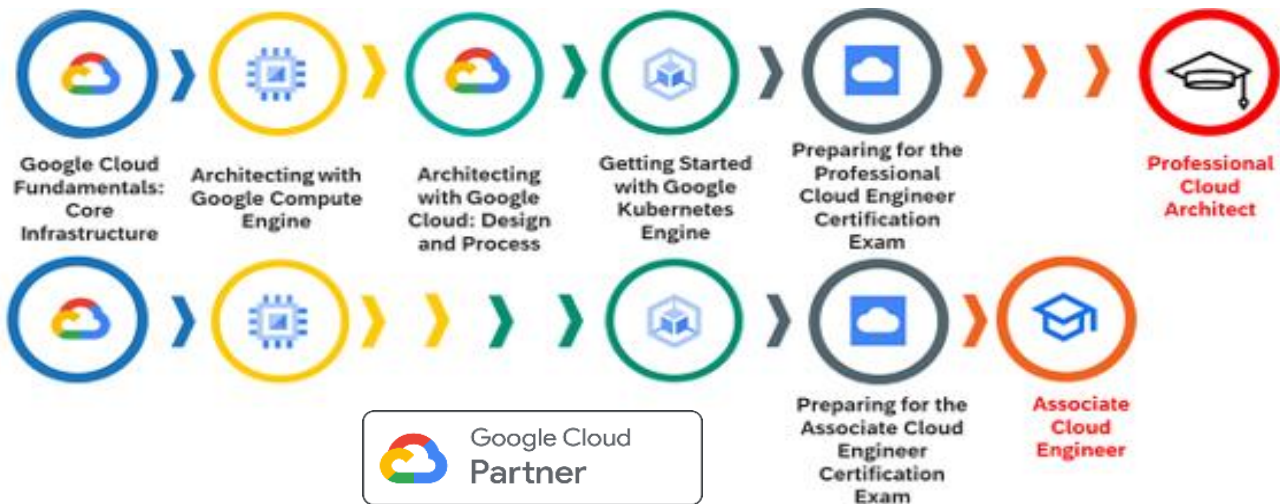 Google Cloud
Fundamentals:
Core
Infrastructure
Architecting with
Google Compute
Engine
Architecting
with Google
Cloud: Design
and Process
Getting Started
with Google
Kubernetes
Engine
Preparing for the
Professional
Cloud Engineer
Certification
Exam
Professional
Cloud
Architect
Preparing for the
Associate Cloud
Engineer
Certification
Exam
Associate
Cloud
Engineer
Google Cloud
Partner